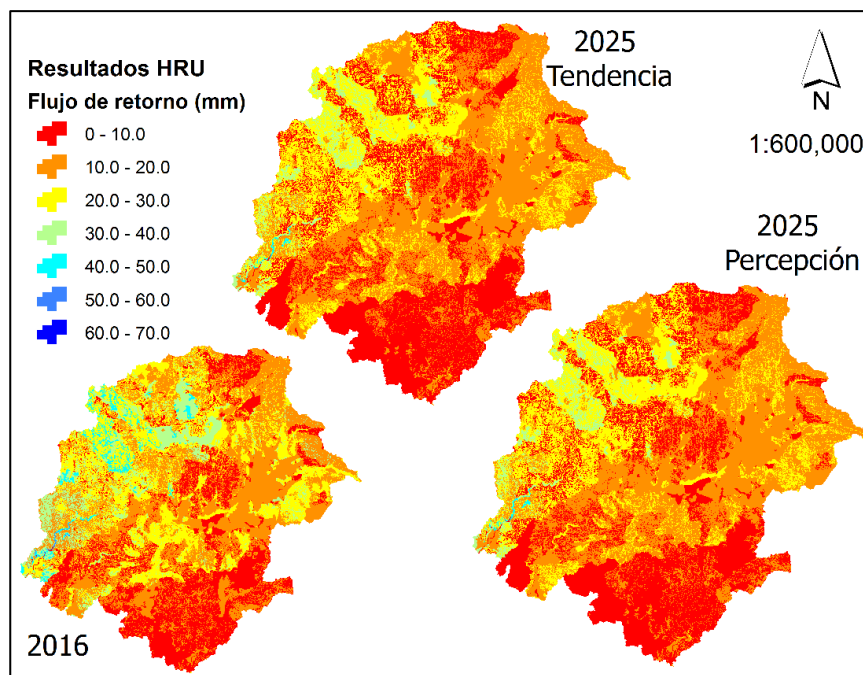 Resultados HRU
Flujo de retorno (mm)
0 - 10.0
10.0 - 20.0
20.0 - 30.0
30.0 - 40.0
40.0 - 50.0
50.0 - 60.0
60.0 - 70.0
2025
Tendencia
N
1:600,000
2025
Percepción
2016